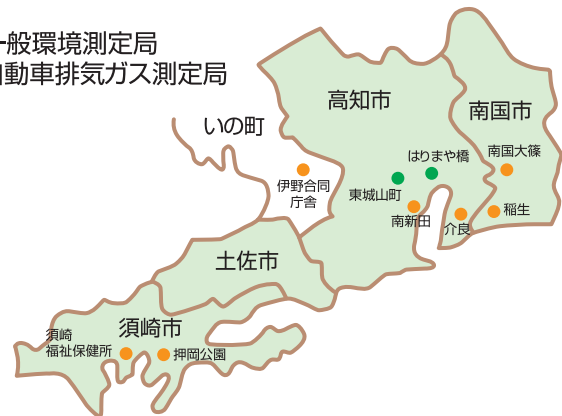 一般環境測定局
自動車排気ガス測定局
高知市
南国市
いの町
はりまや橋
南国大篠
伊野合同
庁舎
東城山町
南新田
介良
稲生
土佐市
須崎市
須崎
福祉保健所
押岡公園